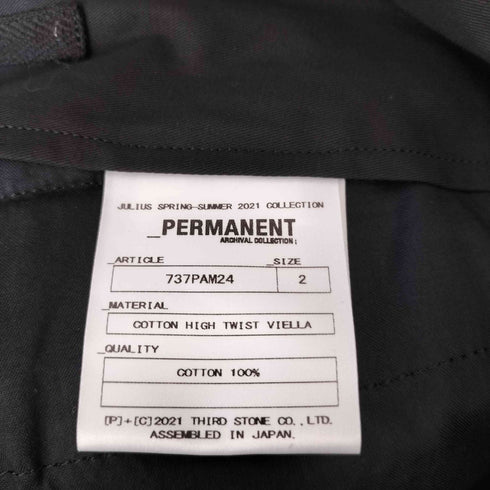 JULIUS SPRING-SUMMER 2021 COLLECTION
_PERMANENT
ARCHIVAL COLLECTION;
_ARTICLE _SIZE
737PAM24 2
_MATERIAL
COTTON HIGH TWIST VIELLA
_QUALITY
COTTON 100%
[P]+[C]2021 THIRD STONE CO.,LTD.
ASSEMBLED IN JAPAN.